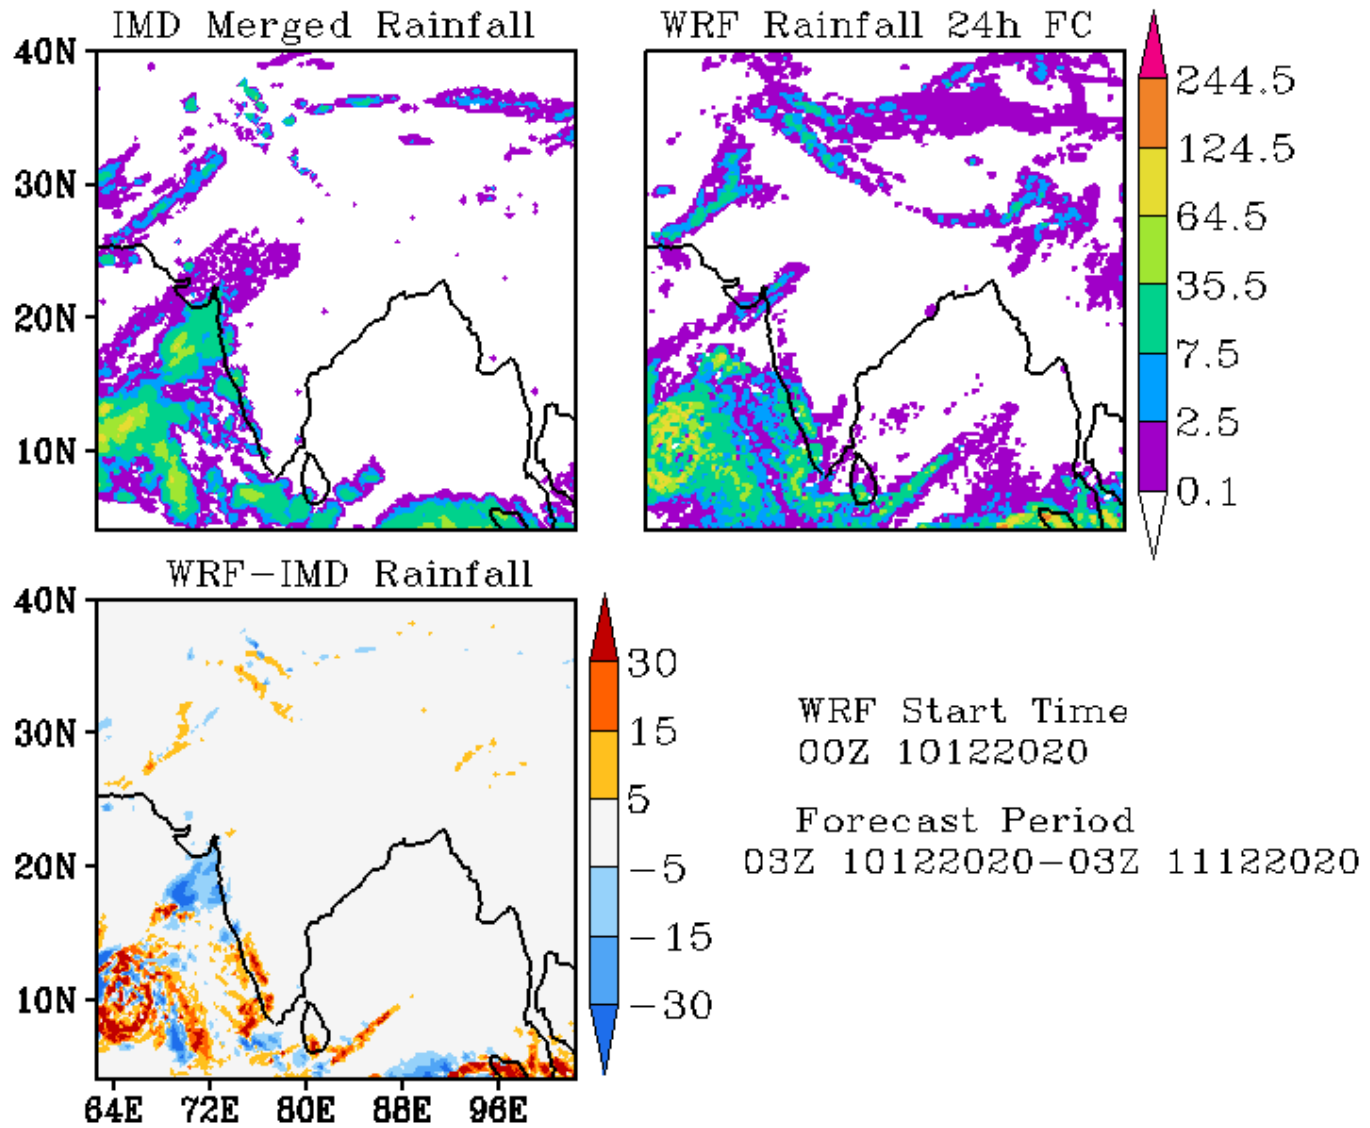 IMD Merged Rainfall
WRF Rainfall 24h FC
40N
30N
20N
10N
244.5
124.5
64.5
35.5
7.5
2.5
0.1
WRF-IMD Rainfall
40N
30N
20N
10N
64E 72E 80E 88E 96E
30
15
5
-5
-15
-30
WRF Start Time
00Z 10122020
Forecast Period
03Z 10122020-03Z 11122020